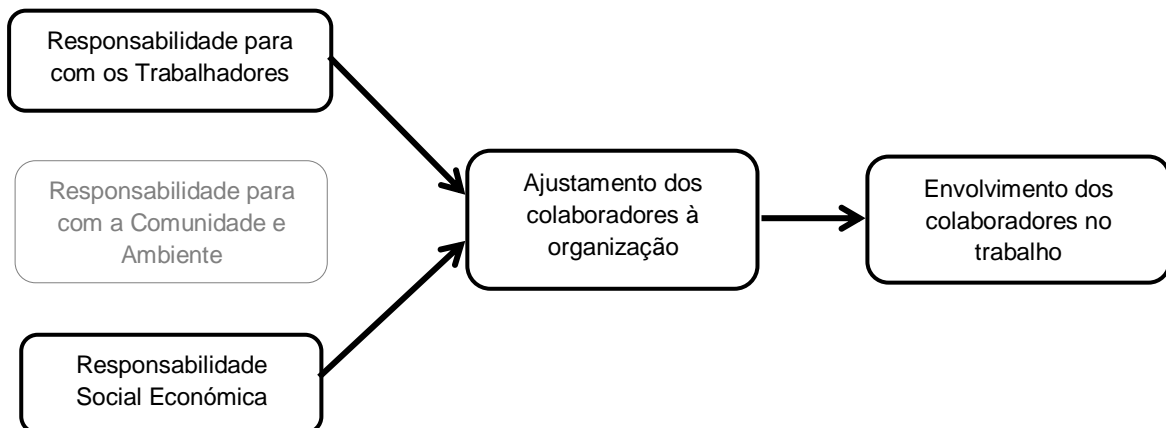 Responsabilidade para
com os Trabalhadores
Responsabilidade para
com a Comunidade e
Ambiente
Responsabilidade
Social Económica
Ajustamento dos
colaboradores à
organização
Envolvimento dos
colaboradores no
trabalho